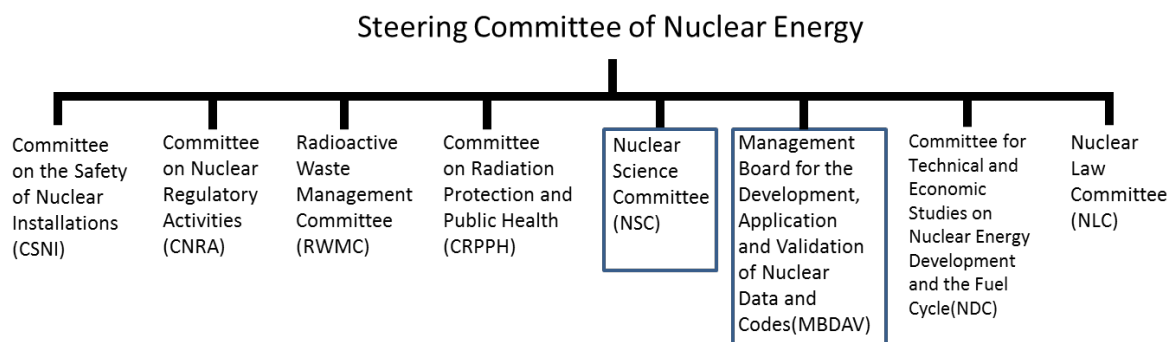 Steering Committee of Nuclear Energy
Committee
on the Safety
of Nuclear
Installations
(CSNI)
Committee
on Nuclear
Regulatory
Activities
(CNRA)
Radioactive
Waste
Management
Committee
(RWMC)
Committee
on Radiation
Protection and
Public Health
(CRPPH)
Nuclear
Science
Committee
(NSC)
Management
Board for the
Development,
Application
and Validation
of Nuclear
Data and
Codes(MBDAV)
Committee for
Technical and
Economic
Studies on
Nuclear Energy
Development
and the Fuel
Cycle(NDC)
Nuclear
Law
Committee
(NLC)